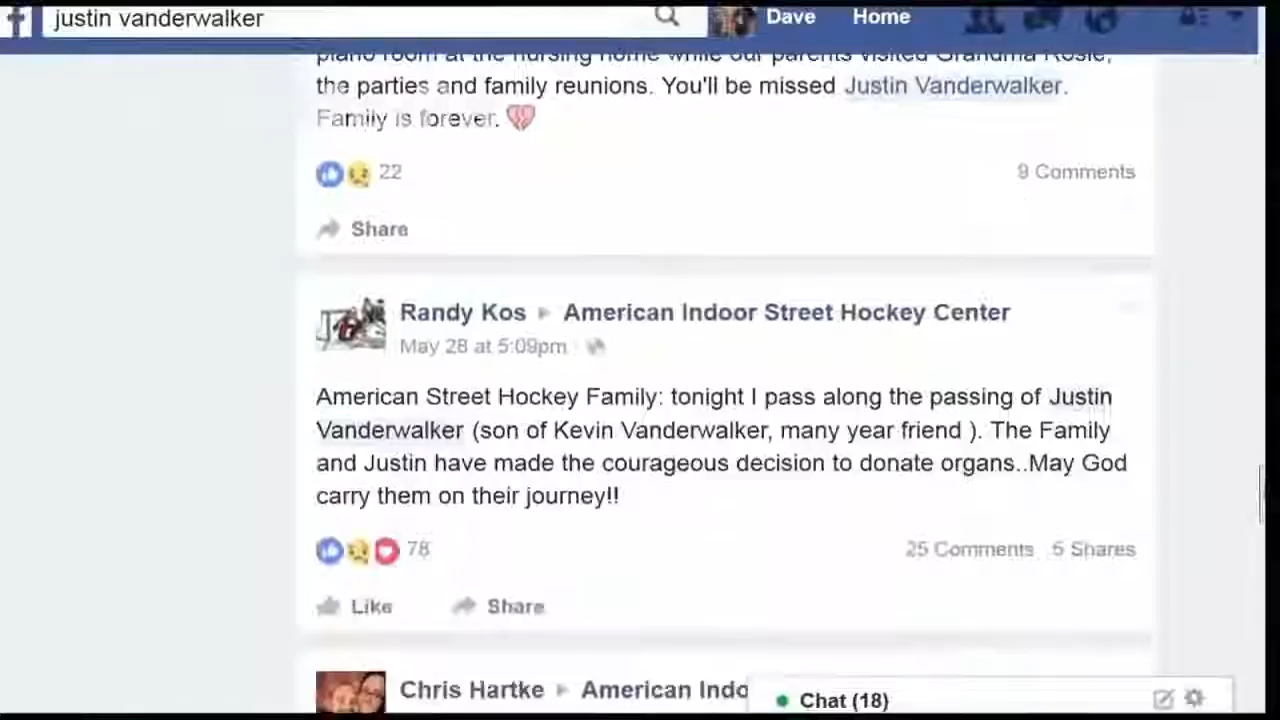 justin vanderwalker
Dave Home
piano room at the nursing home while our parents visited Grandma Rosie,
the parties and family reunions. You'll be missed Justin Vanderwalker.
Family is forever.
22
9 Comments
Share
Randy Kos American Indoor Street Hockey Center
May 28 at 5:09pm
American Street Hockey Family: tonight I pass along the passing of Justin
Vanderwalker (son of Kevin Vanderwalker, many year friend ). The Family
and Justin have made the courageous decision to donate organs..May God
carry them on their journey!!
78
25 Comments 5 Shares
Like Share
Chris Hartke American Indo
Chat (18)